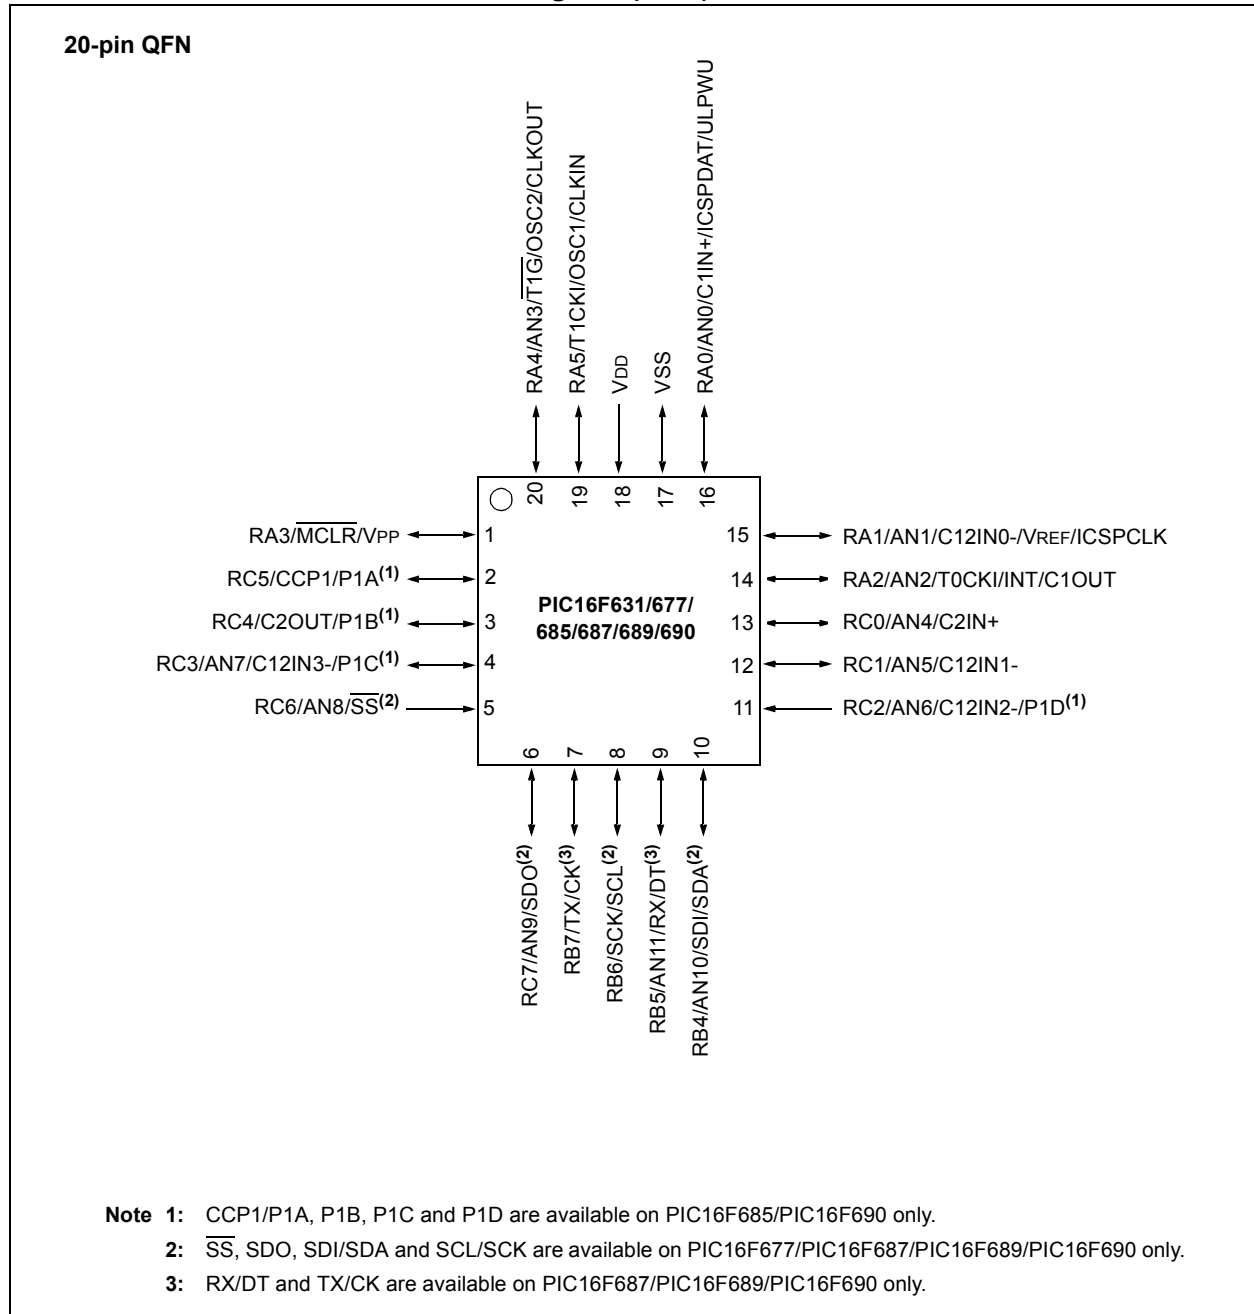 20-pin QFN
RA4/AN3/T1G/OSC2/CLKOUT
RA5/T1CKI/OSC1/CLKIN
VDD
VSS
RA0/AN0/C1IN+/ICSPDAT/ULPWU
20 19 18 17 16
RA3/MCLR/VPP 1
RC5/CCP1/P1A(1) 2
RC4/C2OUT/P1B(1) 3
RC3/AN7/C12IN3-/P1C(1) 4
RC6/AN8/SS(2) 5
PIC16F631/677/
685/687/689/690
15 RA1/AN1/C12IN0-/VREF/ICSPCLK
14 RA2/AN2/T0CKI/INT/C1OUT
13 RC0/AN4/C2IN+
12 RC1/AN5/C12IN1-
11 RC2/AN6/C12IN2-/P1D(1)
6 7 8 9 10
RC7/AN9/SDO(2)
RB7/TX/CK(3)
RB6/SCK/SCL(2)
RB5/AN11/RX/DT(3)
RB4/AN10/SDI/SDA(2)
Note 1: CCP1/P1A, P1B, P1C and P1D are available on PIC16F685/PIC16F690 only.
2: SS, SDO, SDI/SDA and SCL/SCK are available on PIC16F677/PIC16F687/PIC16F689/PIC16F690 only.
3: RX/DT and TX/CK are available on PIC16F687/PIC16F689/PIC16F690 only.